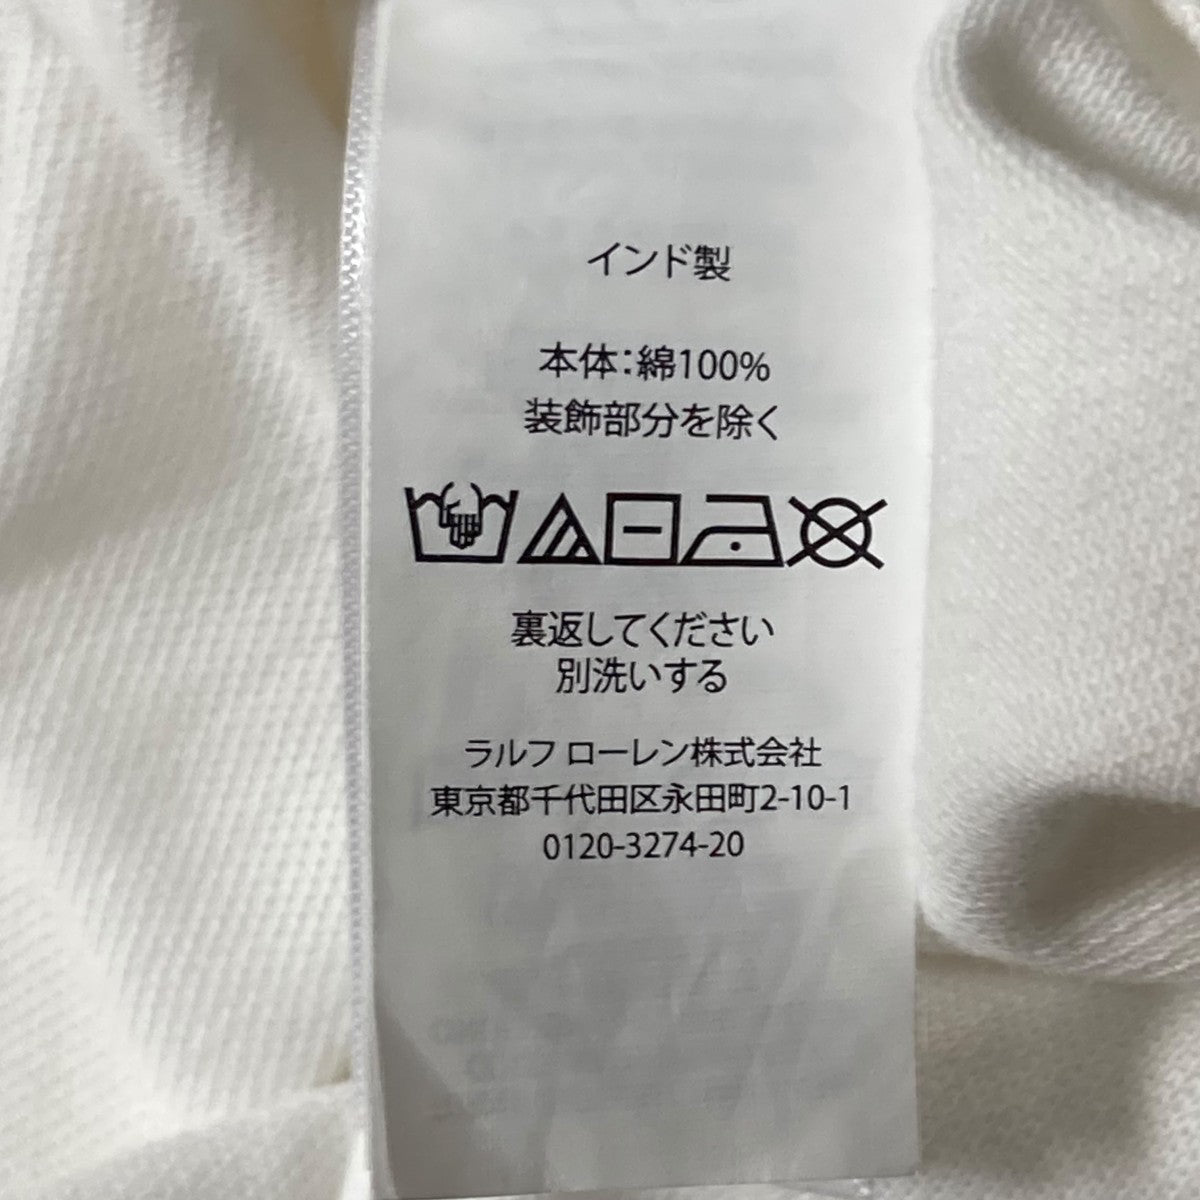 インド製
本体:綿100%
装飾部分を除く
裏返してください
別洗いする
ラルフ ローレン株式会社
東京都千代田区永田町2-10-1
0120-3274-20